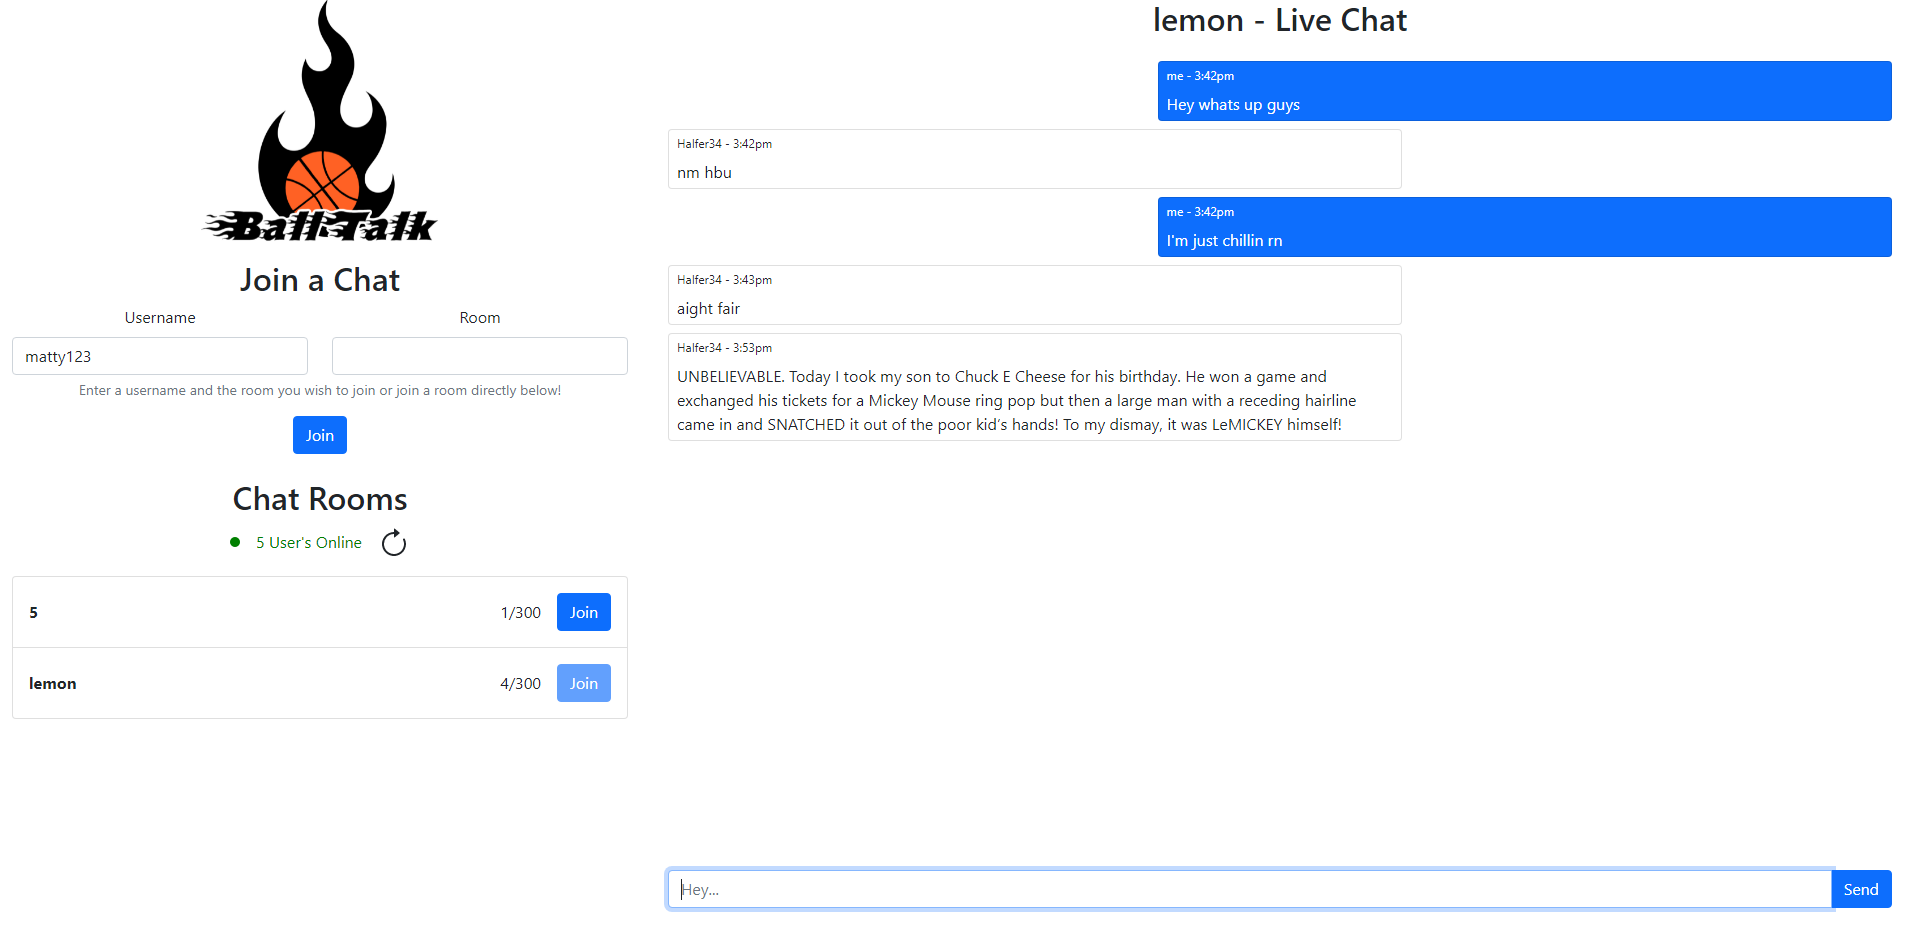 Ball-Talk
Join a Chat
Username
Room
matty123
Enter a username and the room you wish to join or join a room directly below!
Join
Chat Rooms
5 User's Online
5
1/300
Join
lemon
4/300
Join
lemon - Live Chat
me - 3:42pm
Hey whats up guys
Halfer34 - 3:42pm
nm hbu
me - 3:42pm
I'm just chillin rn
Halfer34 - 3:43pm
aight fair
Halfer34 - 3:53pm
UNBELIEVABLE. Today I took my son to Chuck E Cheese for his birthday. He won a game and
exchanged his tickets for a Mickey Mouse ring pop but then a large man with a receding hairline
came in and SNATCHED it out of the poor kid’s hands! To my dismay, it was LeMICKEY himself!
Hey...
Send